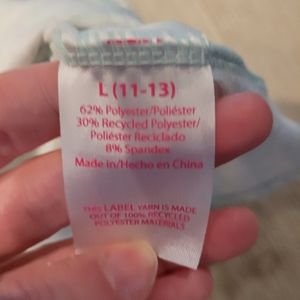 L (11-13)
62% Polyester/Poliéster
30% Recycled Polyester/
Poliéster Reciclado
8% Spandex
Made in/Hecho en China
THIS LABEL YARN IS MADE
OUT OF 100% RECYCLED
POLYESTER MATERIALS